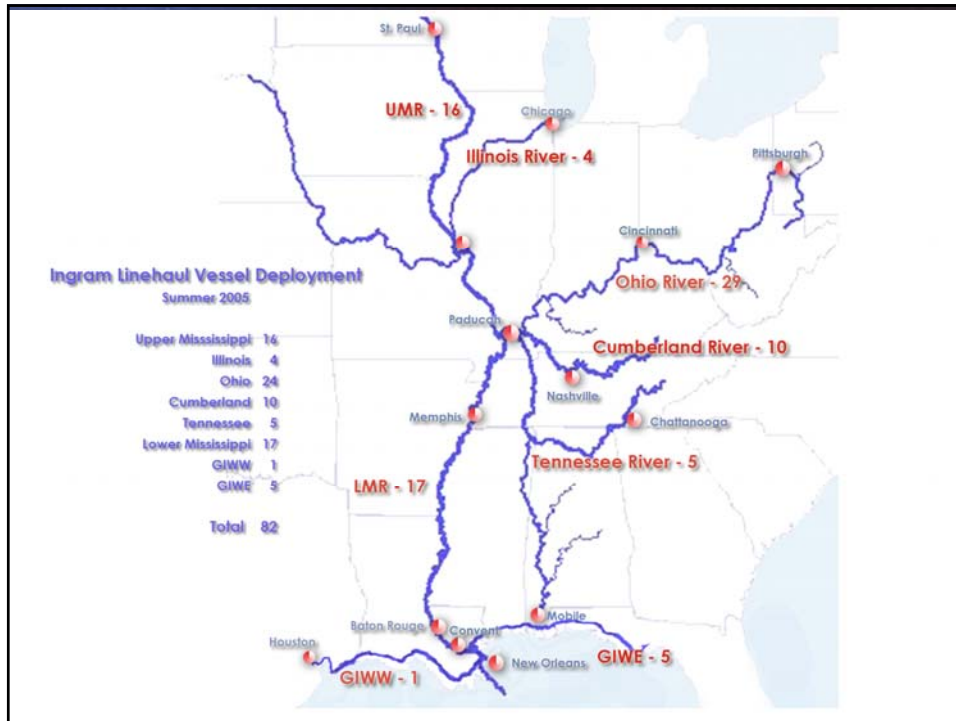 St. Paul
UMR - 16
Chicago
Illinois River - 4
Pittsburgh
Cincinnati
Ingram Linehaul Vessel Deployment
Summer 2005
Ohio River - 29
Paducah
Upper Misssissippi 16
Illinois 4
Ohio 24
Cumberland 10
Tennessee 5
Lower Mississippi 17
GIWW 1
GIWE 5
Total 82
Cumberland River - 10
Nashville
Memphis
Chattanooga
Tennessee River - 5
LMR - 17
Mobile
Baton Rouge
Convent
Houston
New Orleans
GIWE - 5
GIWW - 1